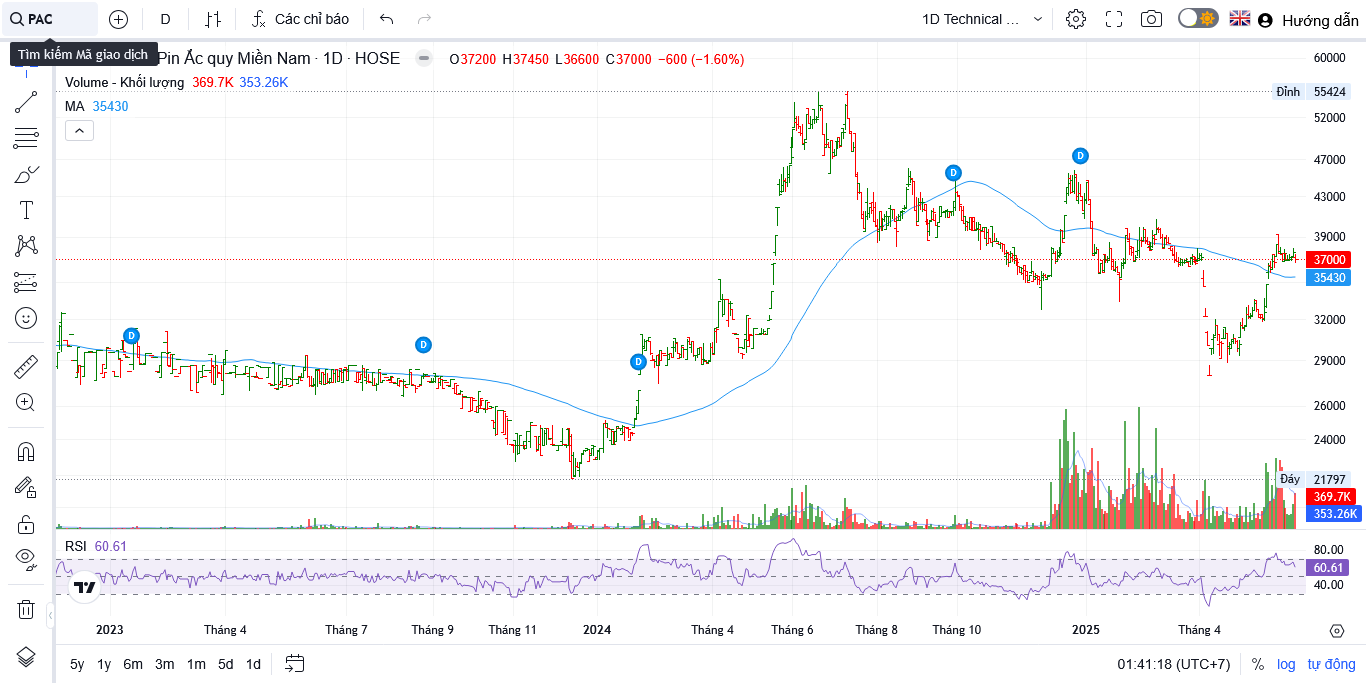 PAC D Các chỉ báo 1D Technical ... Hướng dẫn
Tìm kiếm Mã giao dịch
Pin Ắc quy Miền Nam · 1D · HOSE O37200 H37450 L36600 C37000 −600 (−1.60%)
Volume - Khối lượng 369.7K 353.26K
MA 35430
60000
Đỉnh 55424
52000
47000
43000
39000
37000
35430
32000
29000
26000
24000
Đáy 21797
369.7K
353.26K
D
D
D
D
D
RSI 60.61
80.00
60.61
40.00
2023 Tháng 4 Tháng 7 Tháng 9 Tháng 11 2024 Tháng 4 Tháng 6 Tháng 8 Tháng 10 2025 Tháng 4
5y 1y 6m 3m 1m 5d 1d 01:41:18 (UTC+7) % log tự động